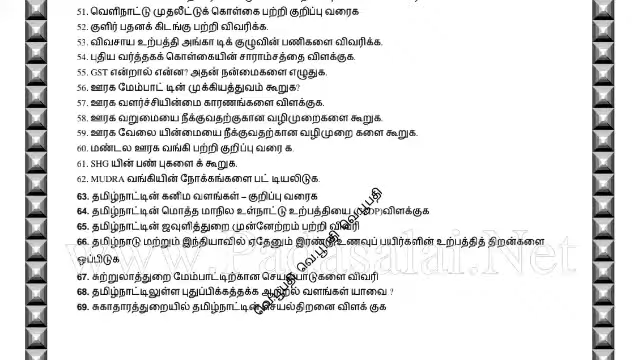 51. வெளிநாட்டு முதலீட்டுக் கொள்கை பற்றி குறிப்பு வரைக
52. குளிர் பதனக் கிடங்கு பற்றி விவரிக்க.
53. விவசாய உற்பத்தி அங்கா டிக் குழுவின் பணிகளை விவரிக்க.
54. புதிய வர்த்தகக் கொள்கையின் சாராம்சத்தை விளக்குக.
55. GST என்றால் என்ன? அதன் நன்மைகளை எழுதுக.
56. ஊரக மேம்பாட் டின் முக்கியத்துவம் கூறுக?
57. ஊரக வளர்ச்சியின்மை காரணங்களை விளக்குக.
58. ஊரக வறுமையை நீக்குவதற்குகான வழிமுறைகளை கூறுக.
59. ஊரக வேலை யின்மையை நீக்குவதற்கான வழிமுறை களை கூறுக.
60. மண்டல ஊரக வங்கி பற்றி குறிப்பு வரை க.
61. SHG யின் பண் புகளை க் கூறுக.
62. MUDRA வங்கியின் நோக்கங்களை பட் டியலிடுக.
63. தமிழ்நாட்டின் கனிம வளங்கள் – குறிப்பு வரைக
64. தமிழ்நாட்டின் மொத்த மாநில உள்நாட்டு உற்பத்தியை விளக்குக
65. தமிழ்நாட்டின் ஜவுளித்துறை முன்னேற்றம் பற்றி விவரி
66. தமிழ்நாடு மற்றும் இந்தியாவில் ஏதேனும் இரண்டு உணவுப் பயிர்களின் உற்பத்தித் திறன்களை
ஒப்பிடுக
67. சுற்றுலாத்துறை மேம்பாட்டிற்கான செயல்பாடுகளை விவரி
68. தமிழ்நாட்டிலுள்ள புதுப்பிக்கத்தக்க ஆற்றல் வளங்கள் யாவை ?
69. சுகாதாரத்துறையில் தமிழ்நாட்டின் செயல்திறனை விளக் குக
www.Padasalai.Net
வேபூபதி வெபூபதி வெபூபதி